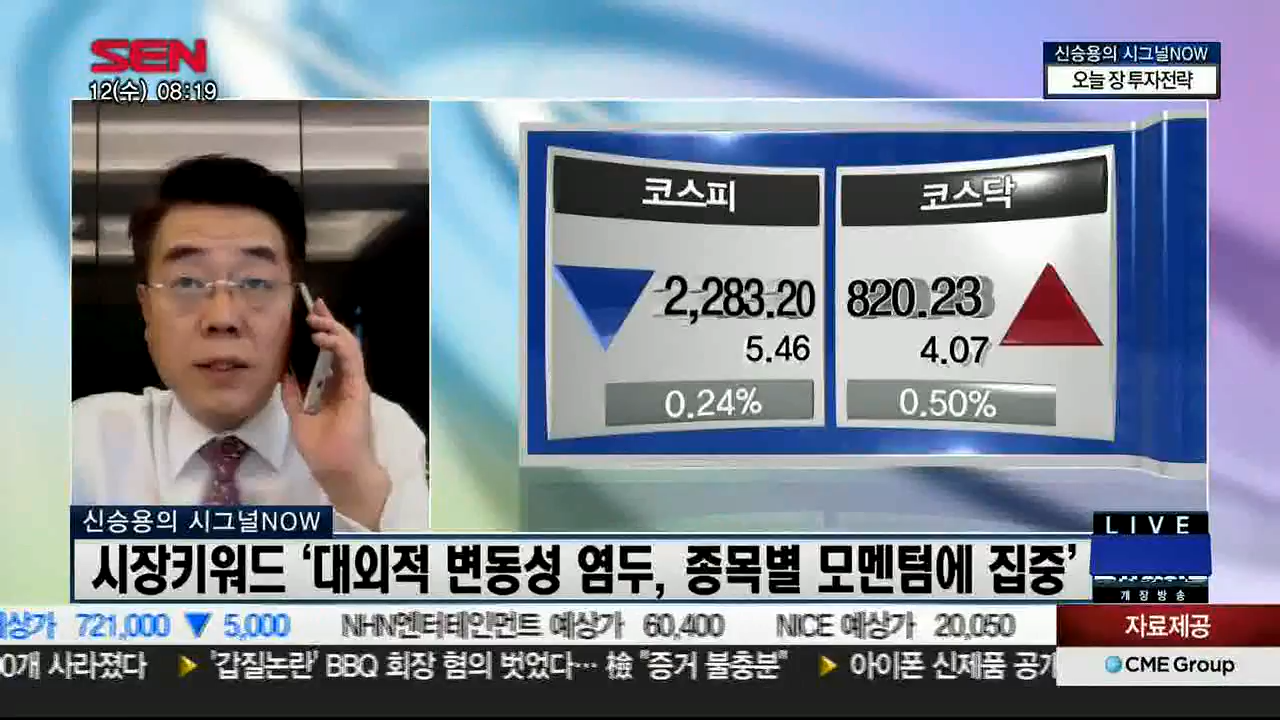 SEN
12(수) 08:19
신승용의 시그널NOW
오늘 장 투자전략
코스피
2,283.20
5.46
0.24%
코스닥
820.23
4.07
0.50%
신승용의 시그널NOW
시장키워드 ‘대외적 변동성 염두, 종목별 모멘텀에 집중’
LIVE
개장방송
상가 721,000 ▼ 5,000 NHN엔터테인먼트 예상가 60,400 NICE 예상가 20,050
자료제공
0개 사라졌다 ▶ '갑질논란' BBQ 회장 혐의 벗었다… 檢 "증거 불충분" ▶ 아이폰 신제품 공개
CME Group